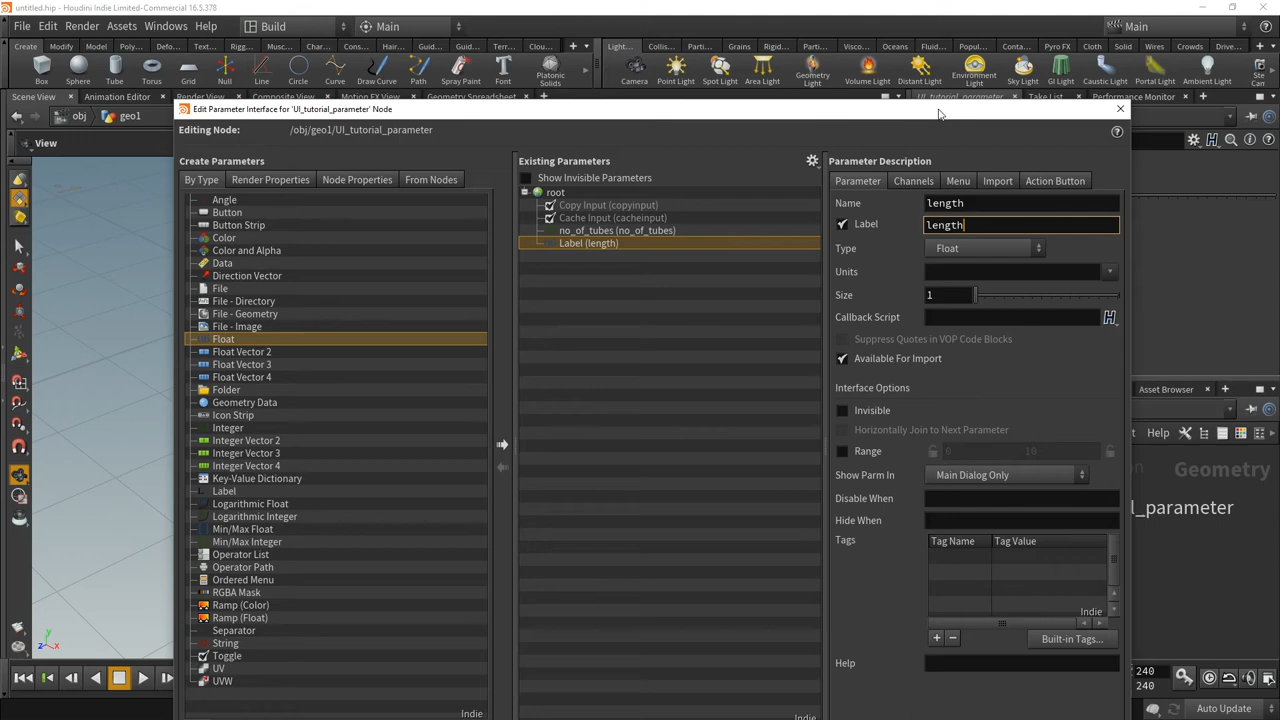 untitled.hip - Houdini Indie Limited-Commercial 16.5.378
File Edit Render Assets Windows Help Build Main Main
Create Modify Model Poly... Defor... Text... Rigg... Musc... Char... Cons... Hair... Guid... Guid... Terr... Clou... Light... Collis... Parti... Grains Rigid... Parti... Visco... Oceans Fluid... Popul... Conta... Pyro FX Cloth Solid Wires Crowds Drive...
Box Sphere Tube Torus Grid Null Line Circle Curve Draw Curve Path Spray Paint Font Platonic Solids Camera Point Light Spot Light Area Light Geometry Light Volume Light Distant Light Environment Light Sky Light GI Light Caustic Light Portal Light Ambient Light Ste Can
Scene View Animation Editor UI_tutorial_parameter Take List Performance Monitor
obj geo1
Edit Parameter Interface for 'UI_tutorial_parameter' Node
Editing Node: /obj/geo1/UI_tutorial_parameter
View
Create Parameters
By Type Render Properties Node Properties From Nodes
Angle
Button
Button Strip
Color
Color and Alpha
Data
Direction Vector
File
File - Directory
File - Geometry
File - Image
Float
Float Vector 2
Float Vector 3
Float Vector 4
Folder
Geometry Data
Icon Strip
Integer
Integer Vector 2
Integer Vector 3
Integer Vector 4
Key-Value Dictionary
Label
Logarithmic Float
Logarithmic Integer
Min/Max Float
Min/Max Integer
Operator List
Operator Path
Ordered Menu
RGBA Mask
Ramp (Color)
Ramp (Float)
Separator
String
Toggle
UV
UVW
Indie
Existing Parameters
Show Invisible Parameters
root
Copy Input (copyinput)
Cache Input (cacheinput)
no_of_tubes (no_of_tubes)
Label (length)
Indie
Parameter Description
Parameter Channels Menu Import Action Button
Name length
Label length
Type Float
Units
Size 1
Callback Script
Suppress Quotes in VOP Code Blocks
Available For Import
Interface Options
Invisible
Horizontally Join to Next Parameter
Range 0 10
Show Parm In Main Dialog Only
Disable When
Hide When
Tags Tag Name Tag Value
Indie
+ − Built-in Tags...
Help
Asset Browser
t Help
Geometry
l_parameter
240
240
Auto Update